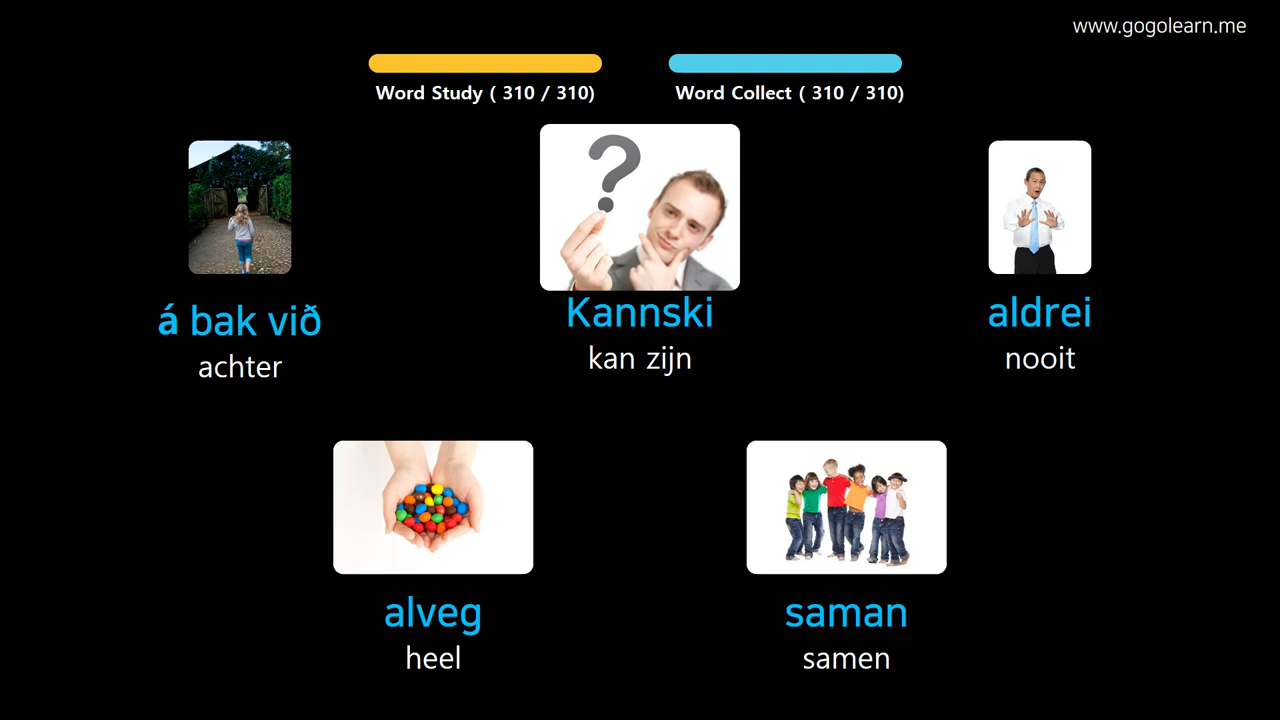 www.gogolearn.me
Word Study ( 310 / 310)
Word Collect ( 310 / 310)
á bak við
achter
Kannski
kan zijn
aldrei
nooit
alveg
heel
saman
samen